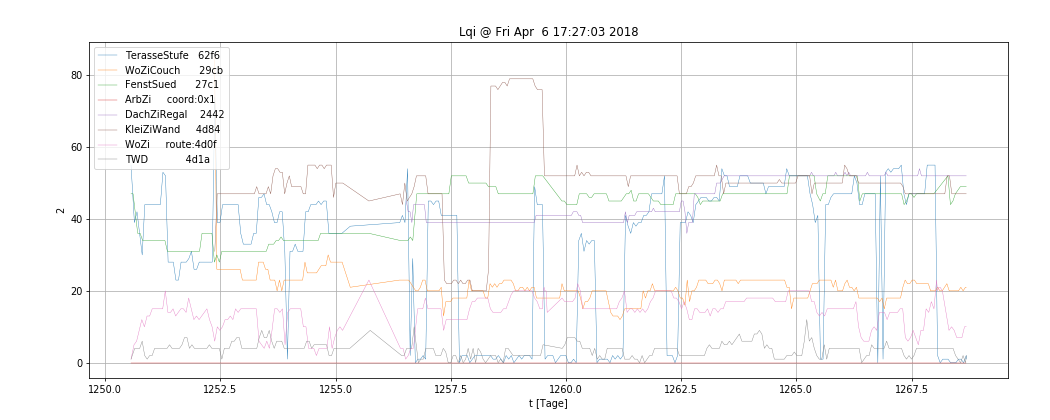 Lqi @ Fri Apr  6 17:27:03 2018
TerasseStufe   62f6
WoZiCouch      29cb
FenstSued      27c1
ArbZi     coord:0x1
DachZiRegal    2442
KleiZiWand     4d84
WoZi     route:4d0f
TWD            4d1a
80
60
40
20
0
2
1250.0 1252.5 1255.0 1257.5 1260.0 1262.5 1265.0 1267.5
t [Tage]